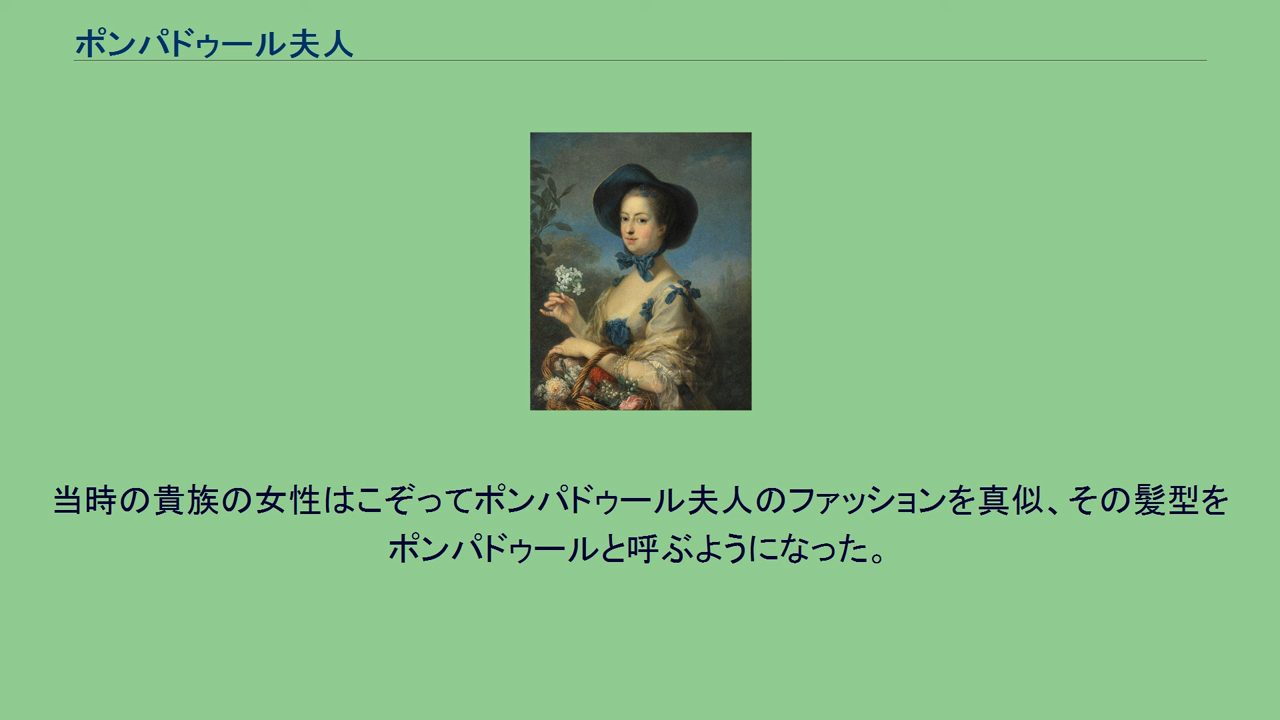 ポンパドゥール夫人
当時の貴族の女性はこぞってポンパドゥール夫人のファッションを真似、その髪型を
ポンパドゥールと呼ぶようになった。